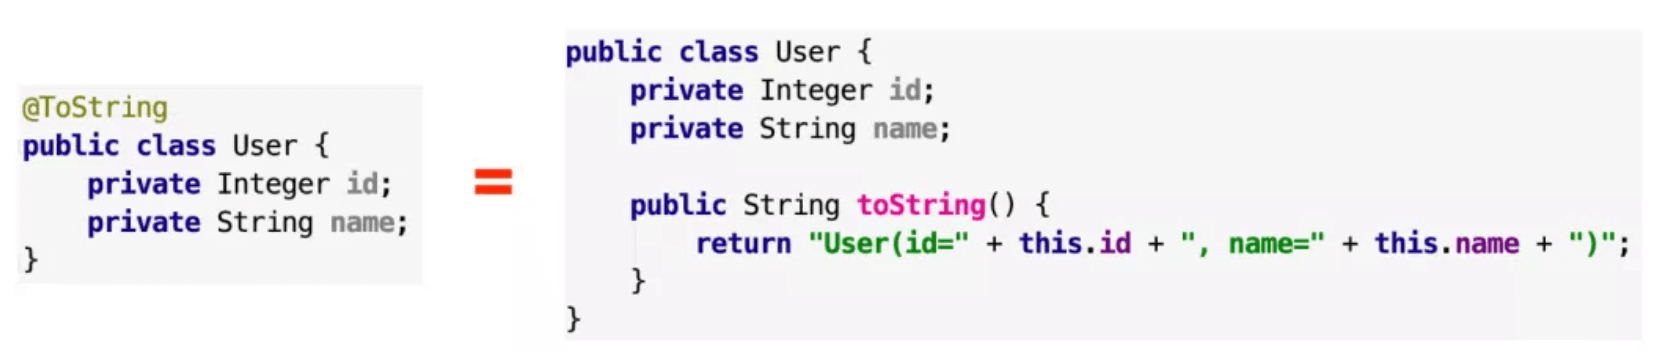 @ToString
public class User {
    private Integer id;
    private String name;
}
=
public class User {
    private Integer id;
    private String name;

    public String toString() {
        return "User(id=" + this.id + ", name=" + this.name + ")";
    }
}